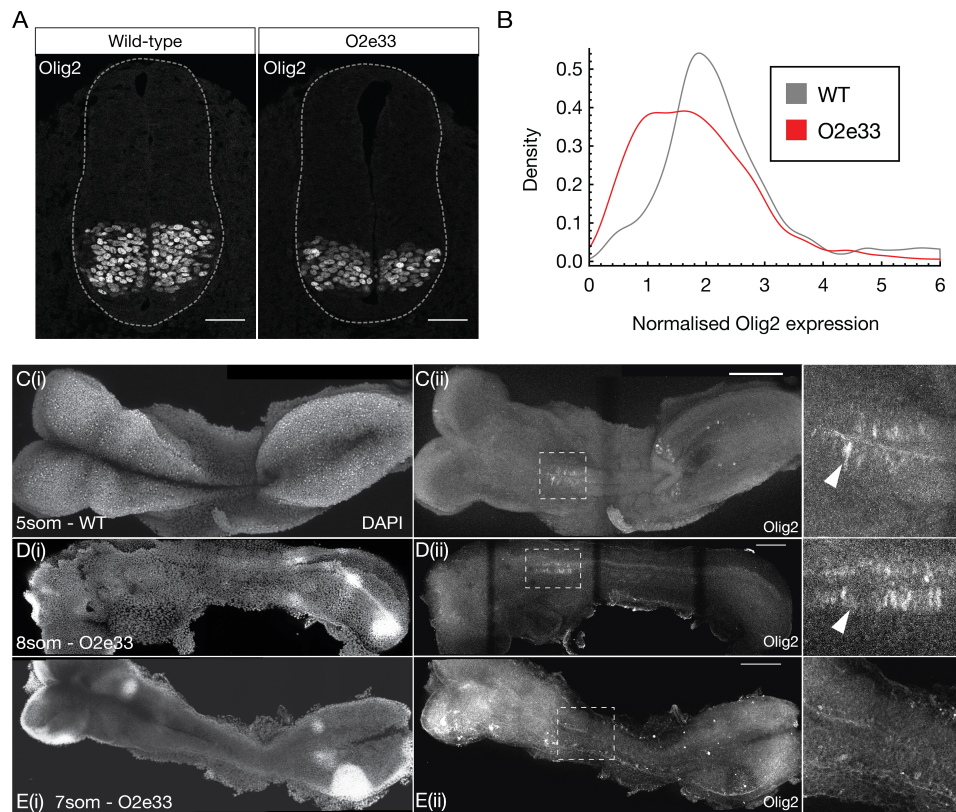 A
Wild-type
O2e33
Olig2
Olig2
B
0.5
0.4
0.3
0.2
0.1
0.0
Density
WT
O2e33
0 1 2 3 4 5 6
Normalised Olig2 expression
C(i)
5som - WT
DAPI
C(ii)
Olig2
D(i)
8som - O2e33
D(ii)
Olig2
E(i) 7som - O2e33
E(ii)
Olig2